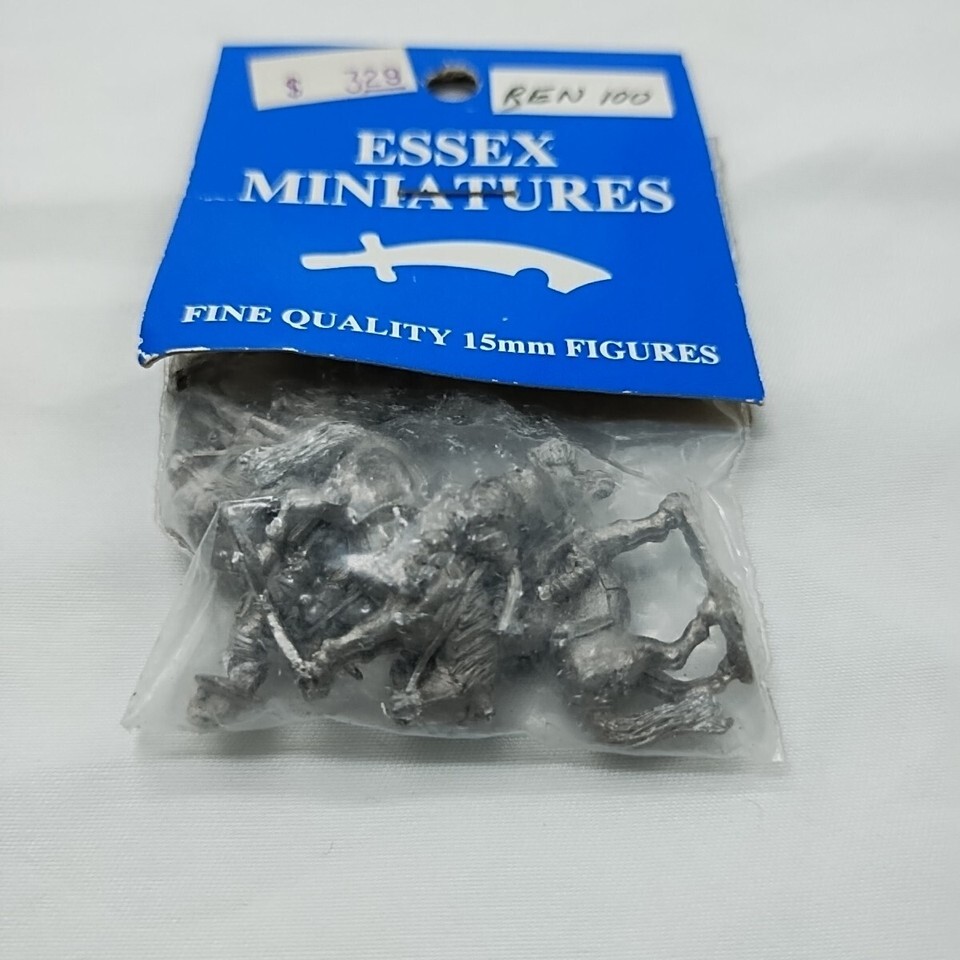 $ 329
REN 100
ESSEX
MINIATURES
FINE QUALITY 15mm FIGURES